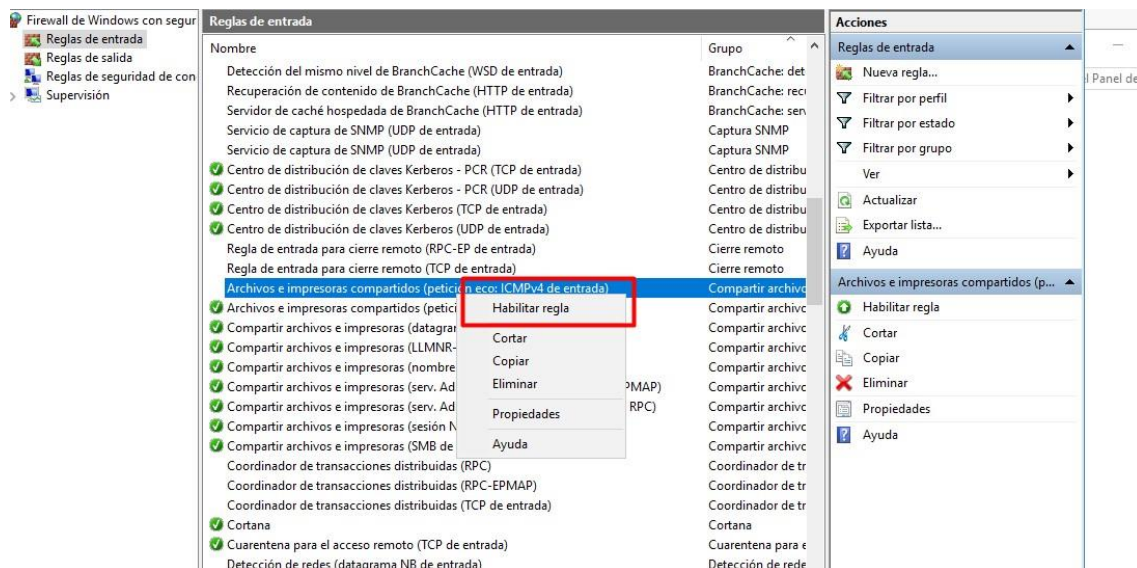 Firewall de Windows con segur
Reglas de entrada
Reglas de salida
Reglas de seguridad de con
Supervisión
Reglas de entrada
Nombre Grupo
Detección del mismo nivel de BranchCache (WSD de entrada) BranchCache: det
Recuperación de contenido de BranchCache (HTTP de entrada) BranchCache: recu
Servidor de caché hospedada de BranchCache (HTTP de entrada) BranchCache: serv
Servicio de captura de SNMP (UDP de entrada) Captura SNMP
Servicio de captura de SNMP (UDP de entrada) Captura SNMP
Centro de distribución de claves Kerberos - PCR (TCP de entrada) Centro de distribu
Centro de distribución de claves Kerberos - PCR (UDP de entrada) Centro de distribu
Centro de distribución de claves Kerberos (TCP de entrada) Centro de distribu
Centro de distribución de claves Kerberos (UDP de entrada) Centro de distribu
Regla de entrada para cierre remoto (RPC-EP de entrada) Cierre remoto
Regla de entrada para cierre remoto (TCP de entrada) Cierre remoto
Archivos e impresoras compartidos (petición eco: ICMPv4 de entrada) Compartir archivo
Archivos e impresoras compartidos (petici Compartir archivo
Compartir archivos e impresoras (datagrar Compartir archivo
Compartir archivos e impresoras (LLMNR- Compartir archivo
Compartir archivos e impresoras (nombre Compartir archivo
Compartir archivos e impresoras (serv. Ad PMAP) Compartir archivo
Compartir archivos e impresoras (serv. Ad RPC) Compartir archivo
Compartir archivos e impresoras (sesión N Compartir archivo
Compartir archivos e impresoras (SMB de Compartir archivo
Coordinador de transacciones distribuidas (RPC) Coordinador de tr
Coordinador de transacciones distribuidas (RPC-EPMAP) Coordinador de tr
Coordinador de transacciones distribuidas (TCP de entrada) Coordinador de tr
Cortana Cortana
Cuarentena para el acceso remoto (TCP de entrada) Cuarentena para e
Detección de redes (datagrama NB de entrada) Detección de rede
Habilitar regla
Cortar
Copiar
Eliminar
Propiedades
Ayuda
Acciones
Reglas de entrada
Nueva regla...
Filtrar por perfil
Filtrar por estado
Filtrar por grupo
Ver
Actualizar
Exportar lista...
Ayuda
Archivos e impresoras compartidos (p...
Habilitar regla
Cortar
Copiar
Eliminar
Propiedades
Ayuda
l Panel de